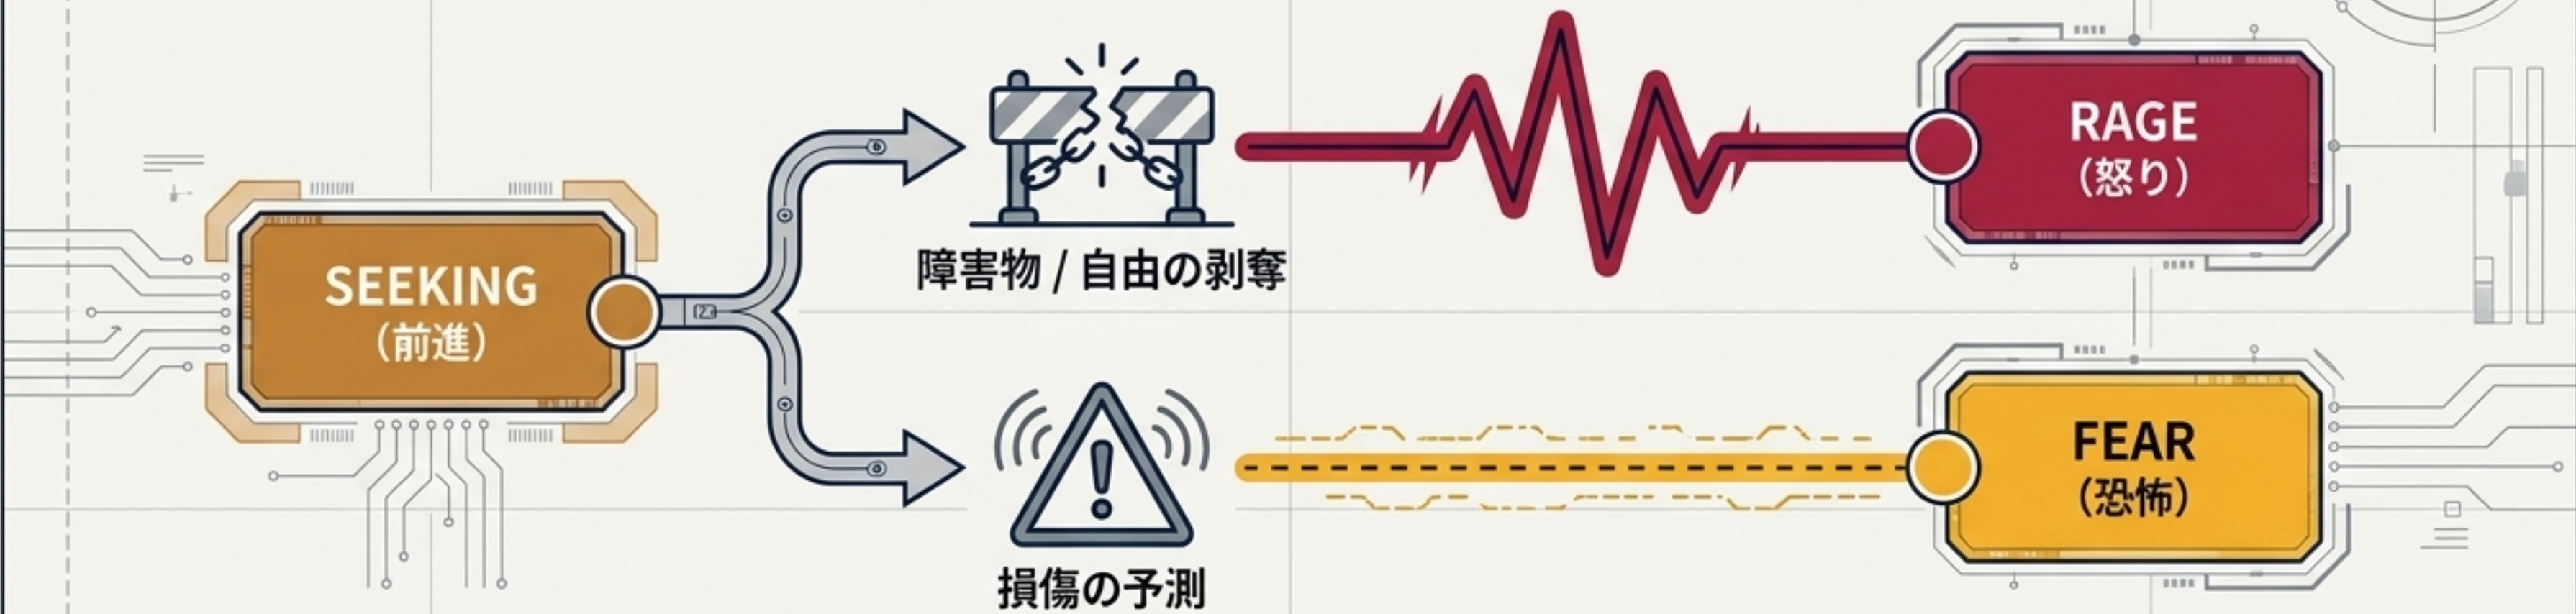 SEEKING
(前進)
障害物 / 自由の剥奪
RAGE
(怒り)
損傷の予測
FEAR
(恐怖)